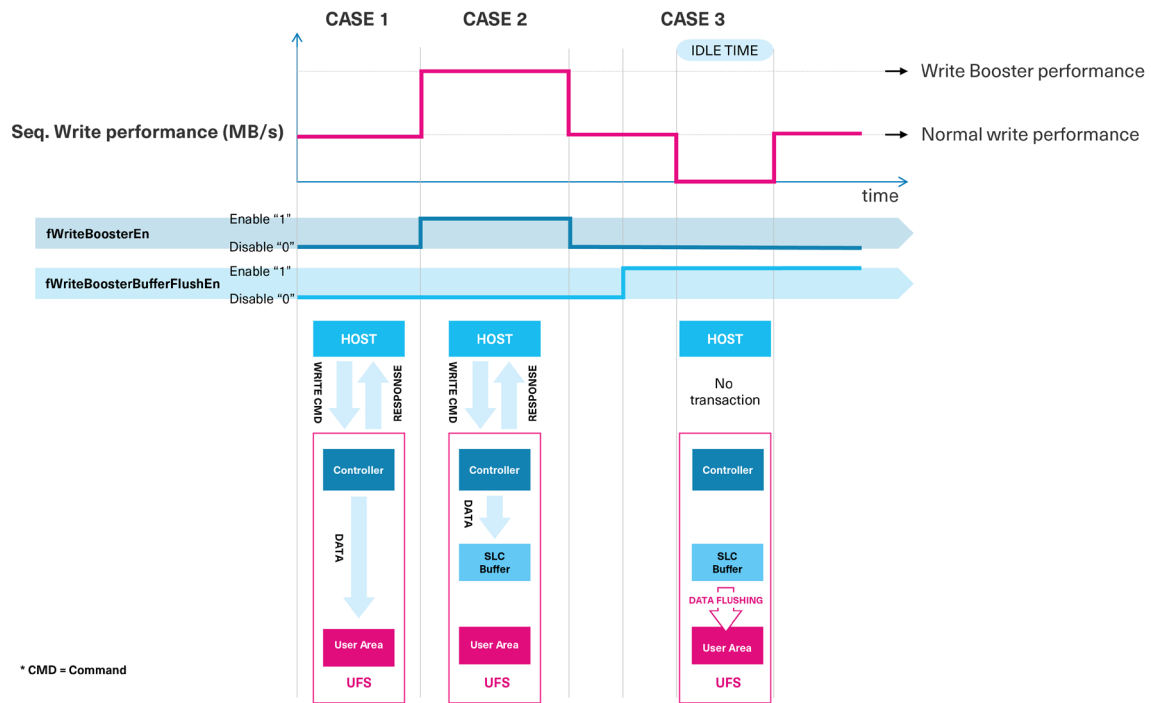 CASE 1
CASE 2
CASE 3
IDLE TIME
Write Booster performance
Seq. Write performance (MB/s)
Normal write performance
time
fWriteBoosterEn
Enable “1”
Disable “0”
fWriteBoosterBufferFlushEn
Enable “1”
Disable “0”
HOST
WRITE CMD
RESPONSE
Controller
DATA
User Area
UFS
HOST
WRITE CMD
RESPONSE
Controller
DATA
SLC
Buffer
User Area
UFS
HOST
No
transaction
Controller
SLC
Buffer
DATA FLUSHING
User Area
UFS
* CMD = Command